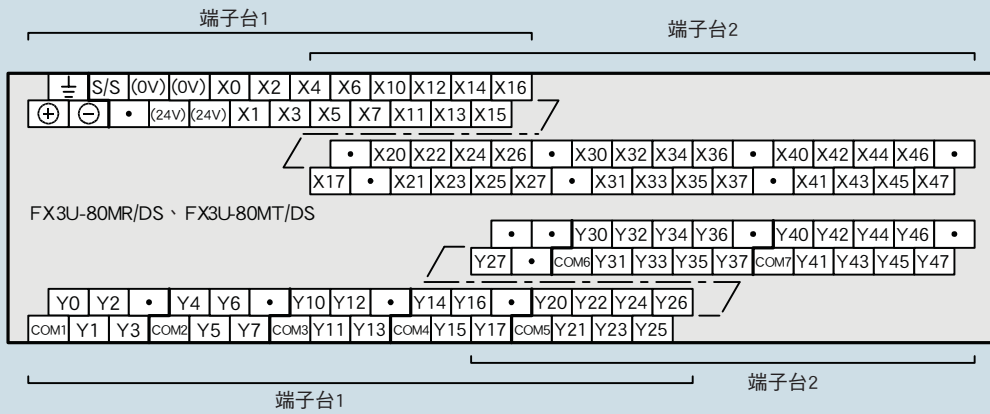 端子台1
端子台2
⏚ S/S (0V) (0V) X0 X2 X4 X6 X10 X12 X14 X16
⊕ ⊖ • (24V) (24V) X1 X3 X5 X7 X11 X13 X15
• X20 X22 X24 X26 • X30 X32 X34 X36 • X40 X42 X44 X46 •
X17 • X21 X23 X25 X27 • X31 X33 X35 X37 • X41 X43 X45 X47
FX3U-80MR/DS、FX3U-80MT/DS
• • Y30 Y32 Y34 Y36 • Y40 Y42 Y44 Y46 •
Y27 • COM6 Y31 Y33 Y35 Y37 COM7 Y41 Y43 Y45 Y47
Y0 Y2 • Y4 Y6 • Y10 Y12 • Y14 Y16 • Y20 Y22 Y24 Y26
COM1 Y1 Y3 COM2 Y5 Y7 COM3 Y11 Y13 COM4 Y15 Y17 COM5 Y21 Y23 Y25
端子台2
端子台1